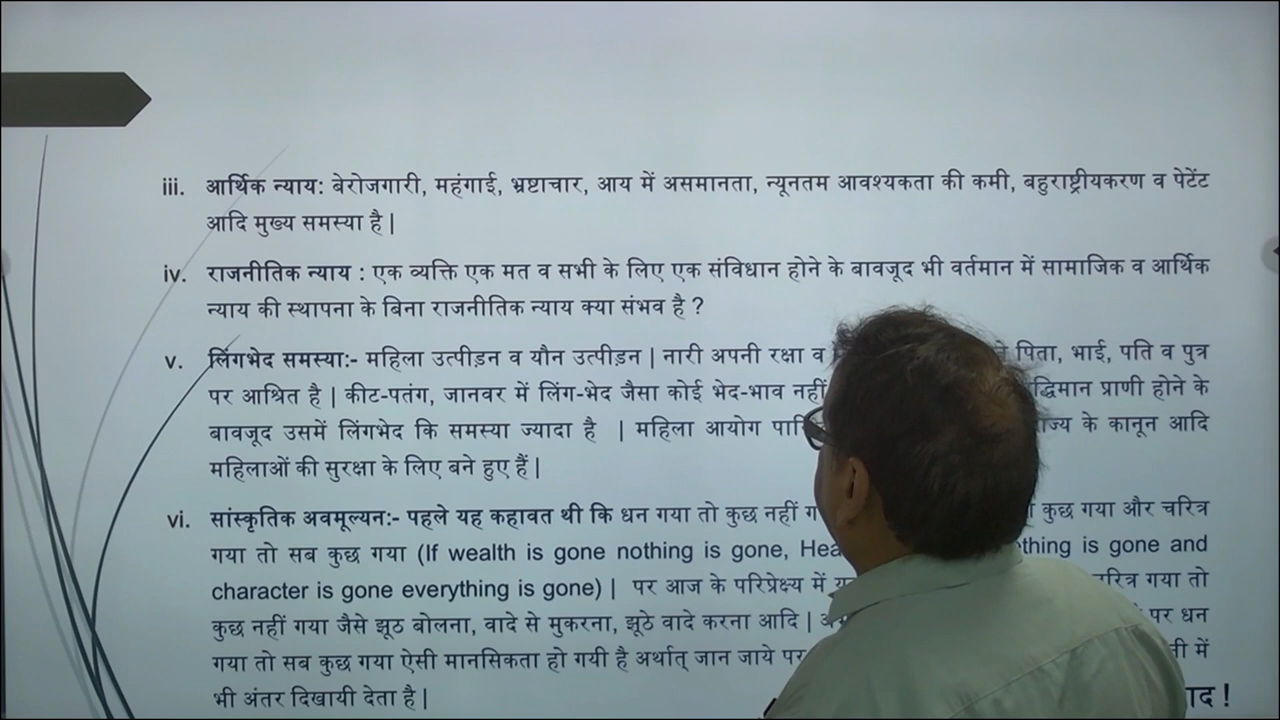 iii. आर्थिक न्याय: बेरोजगारी, महंगाई, भ्रष्टाचार, आय में असमानता, न्यूनतम आवश्यकता की कमी, बहुराष्ट्रीयकरण व पेटेंट
आदि मुख्य समस्या है |
iv. राजनीतिक न्याय : एक व्यक्ति एक मत व सभी के लिए एक संविधान होने के बावजूद भी वर्तमान में सामाजिक व आर्थिक
न्याय की स्थापना के बिना राजनीतिक न्याय क्या संभव है ?
v. लिंगभेद समस्या:- महिला उत्पीड़न व यौन उत्पीड़न | नारी अपनी रक्षा व पिता, भाई, पति व पुत्र
पर आश्रित है | कीट-पतंग, जानवर में लिंग-भेद जैसा कोई भेद-भाव नहीं प्राणी होने के
बावजूद उसमें लिंगभेद कि समस्या ज्यादा है | महिला आयोग के कानून आदि
महिलाओं की सुरक्षा के लिए बने हुए हैं |
vi. सांस्कृतिक अवमूल्यन:- पहले यह कहावत थी कि धन गया तो कुछ नहीं कुछ गया और चरित्र
गया तो सब कुछ गया (If wealth is gone nothing is gone, is gone and
character is gone everything is gone) | पर आज के परिप्रेक्ष्य में गया तो
कुछ नहीं गया जैसे झूठ बोलना, वादे से मुकरना, झूठे वादे करना आदि | पर धन
गया तो सब कुछ गया ऐसी मानसिकता हो गयी है अर्थात् जान जाये पर में
भी अंतर दिखायी देता है |